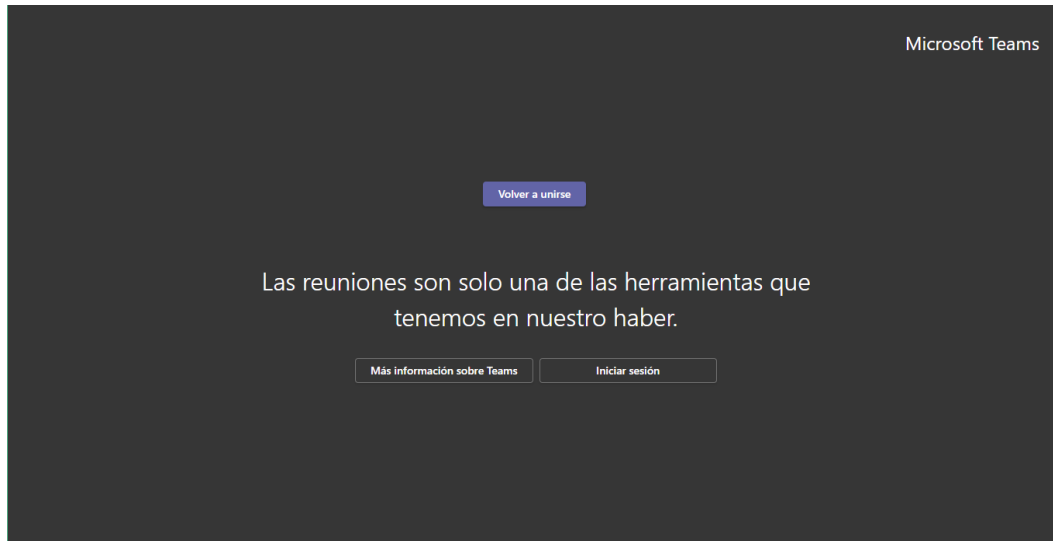 Microsoft Teams
Volver a unirse
Las reuniones son solo una de las herramientas que
tenemos en nuestro haber.
Más información sobre Teams
Iniciar sesión